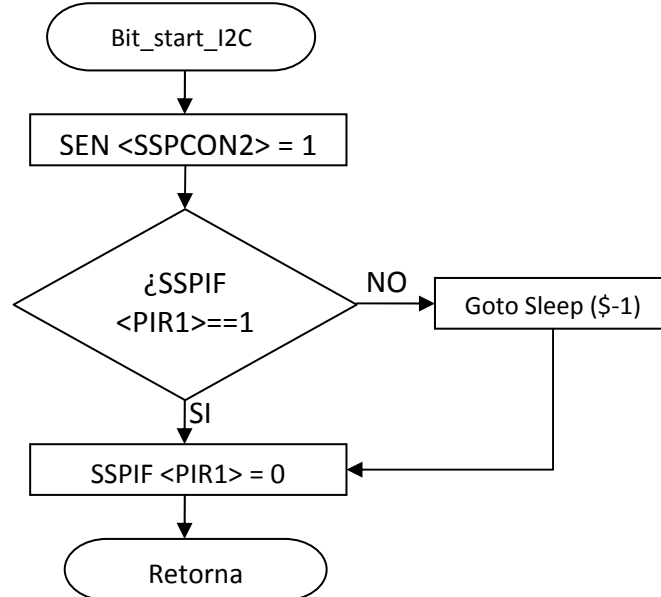 Bit_start_I2C
SEN <SSPCON2> = 1
¿SSPIF
<PIR1>==1
NO
Goto Sleep ($-1)
SI
SSPIF <PIR1> = 0
Retorna